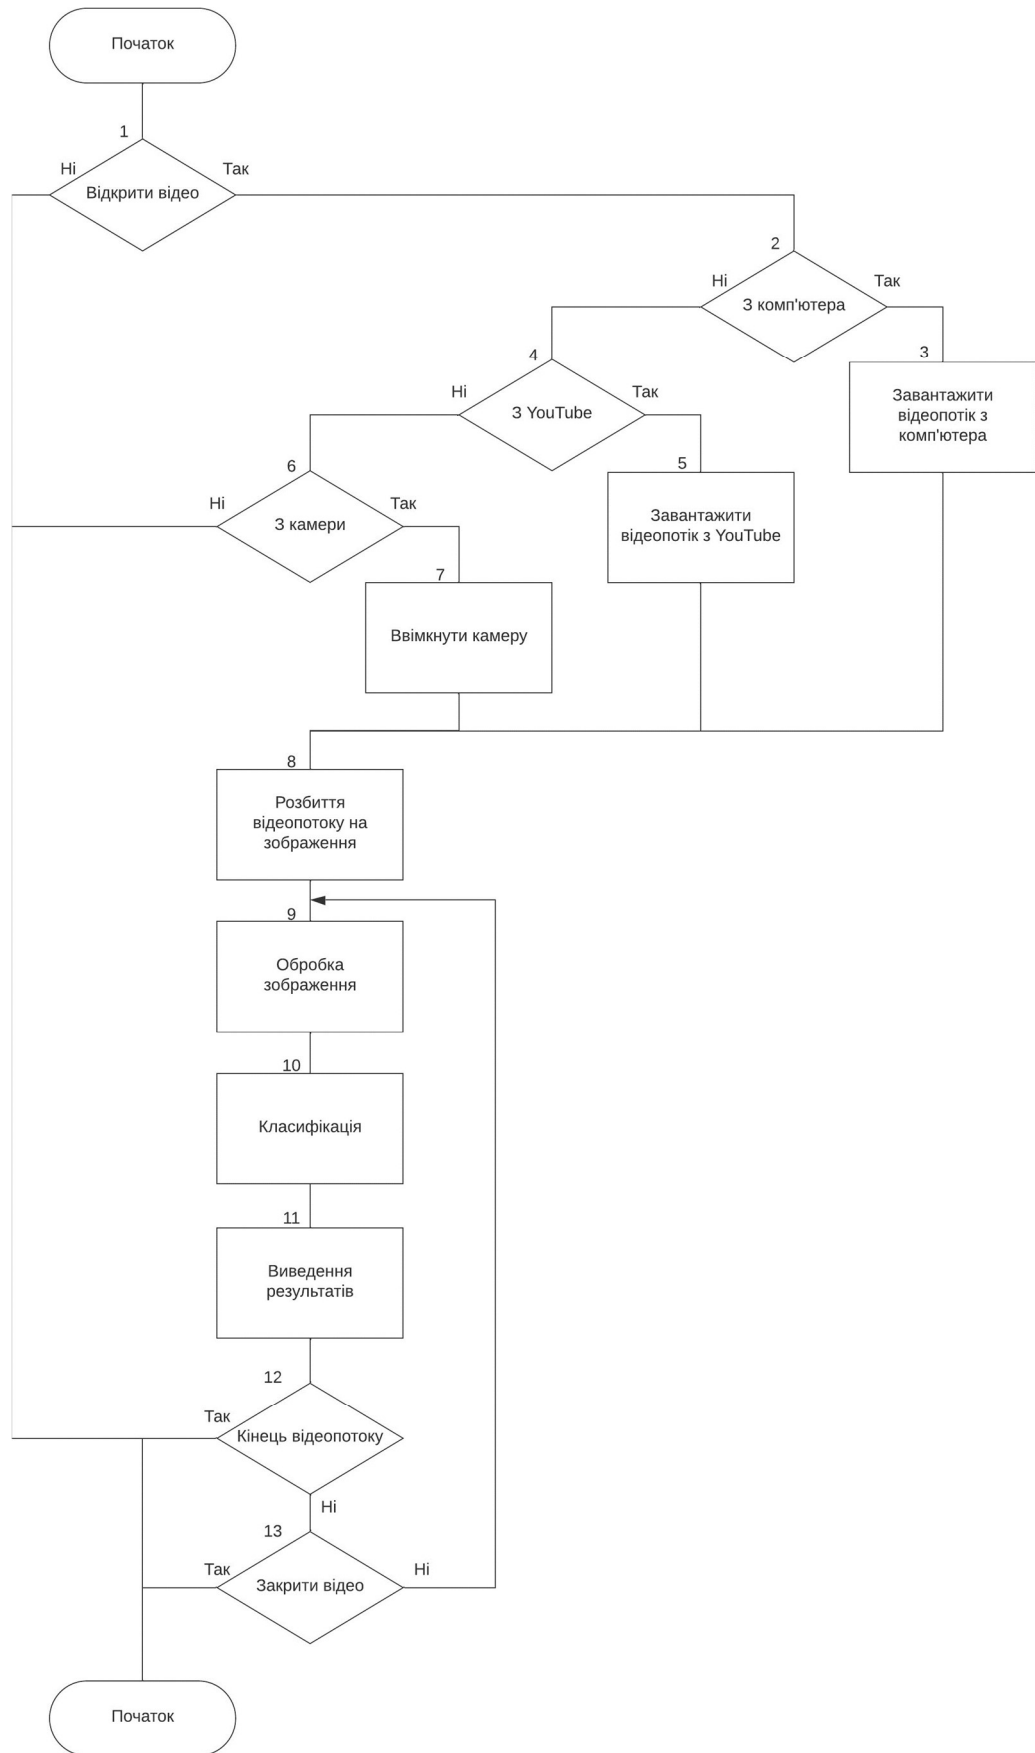 Початок
1
Ні
Так
Відкрити відео
2
Ні
Так
З комп'ютера
3
Завантажити
відеопотік з
комп'ютера
4
Ні
Так
З YouTube
5
Завантажити
відеопотік з YouTube
6
Ні
Так
З камери
7
Ввімкнути камеру
8
Розбиття
відеопотоку на
зображення
9
Обробка
зображення
10
Класифікація
11
Виведення
результатів
12
Так
Кінець відеопотоку
Ні
13
Так
Ні
Закрити відео
Початок